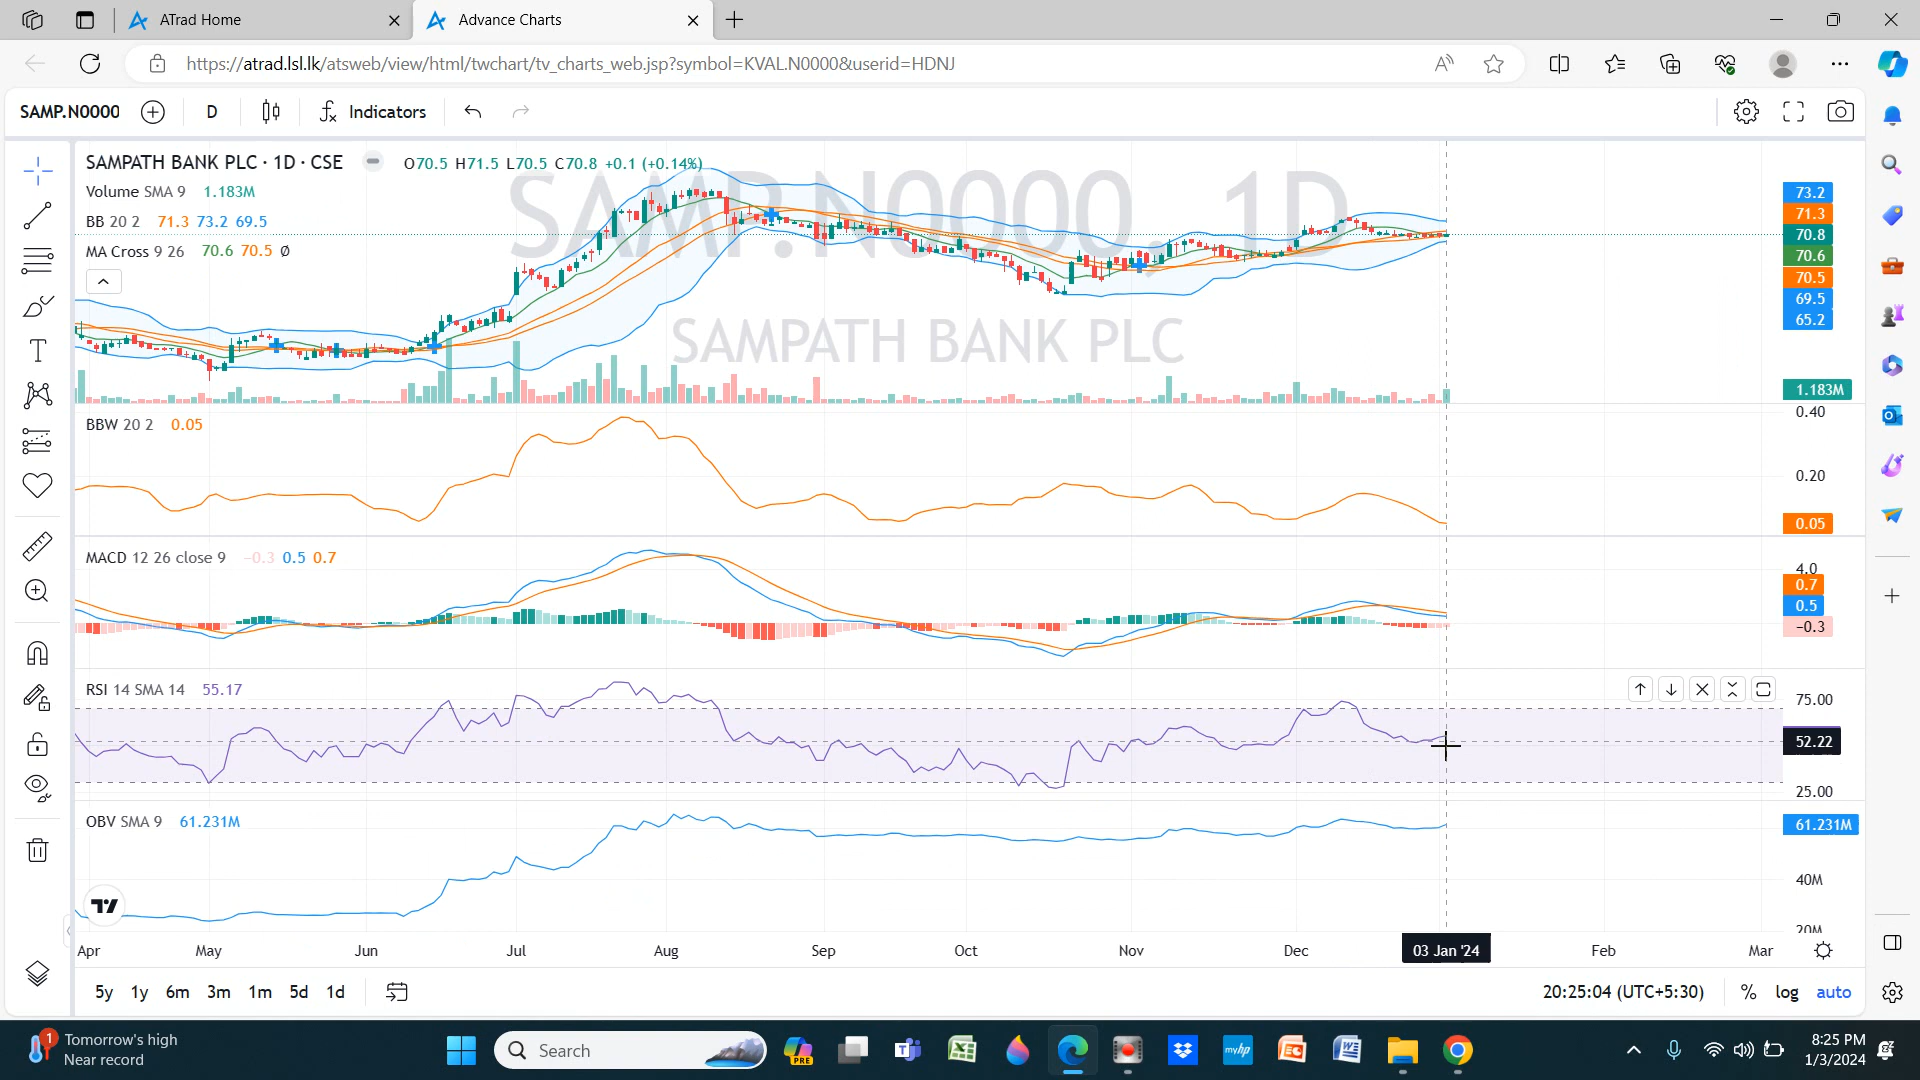 ATrad Home
Advance Charts
https://atrad.lsl.lk/atsweb/view/html/twchart/tv_charts_web.jsp?symbol=KVAL.N0000&userid=HDNJ
SAMP.N0000 D Indicators
SAMP.N0000, 1D
SAMPATH BANK PLC
SAMPATH BANK PLC · 1D · CSE O70.5 H71.5 L70.5 C70.8 +0.1 (+0.14%)
Volume SMA 9 1.183M
BB 20 2 71.3 73.2 69.5
MA Cross 9 26 70.6 70.5 Ø
73.2
71.3
70.8
70.6
70.5
69.5
65.2
1.183M
BBW 20 2 0.05
0.40
0.20
0.05
MACD 12 26 close 9 −0.3 0.5 0.7
4.0
0.7
0.5
−0.3
RSI 14 SMA 14 55.17
75.00
52.22
25.00
OBV SMA 9 61.231M
61.231M
40M
20M
Apr May Jun Jul Aug Sep Oct Nov Dec 03 Jan '24 Feb Mar
5y 1y 6m 3m 1m 5d 1d
20:25:04 (UTC+5:30) % log auto
1
Tomorrow's high
Near record
Search
PRE
myhp
8:25 PM
1/3/2024